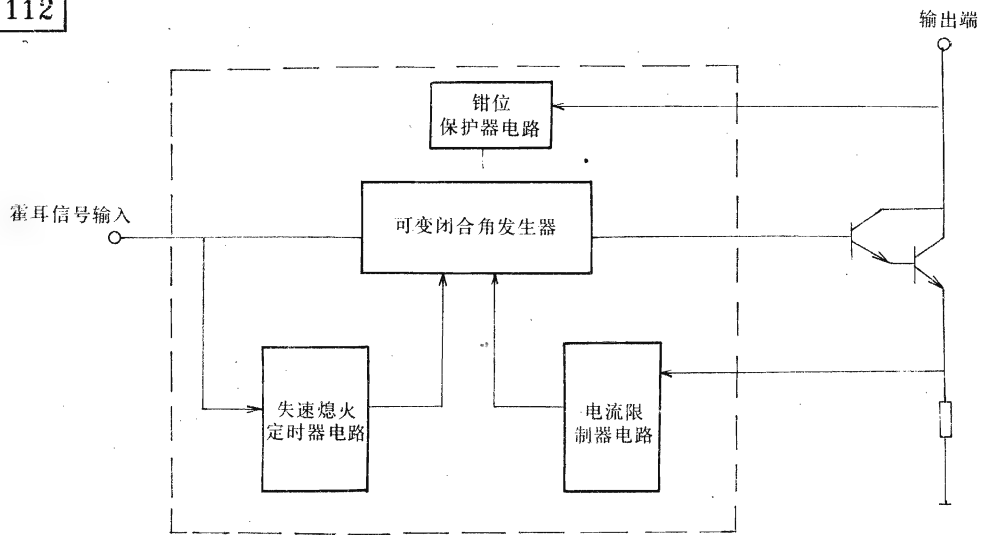 112
输出端
钳位
保护器电路
霍耳信号输入
可变闭合角发生器
失速熄火
定时器电路
电流限
制器电路